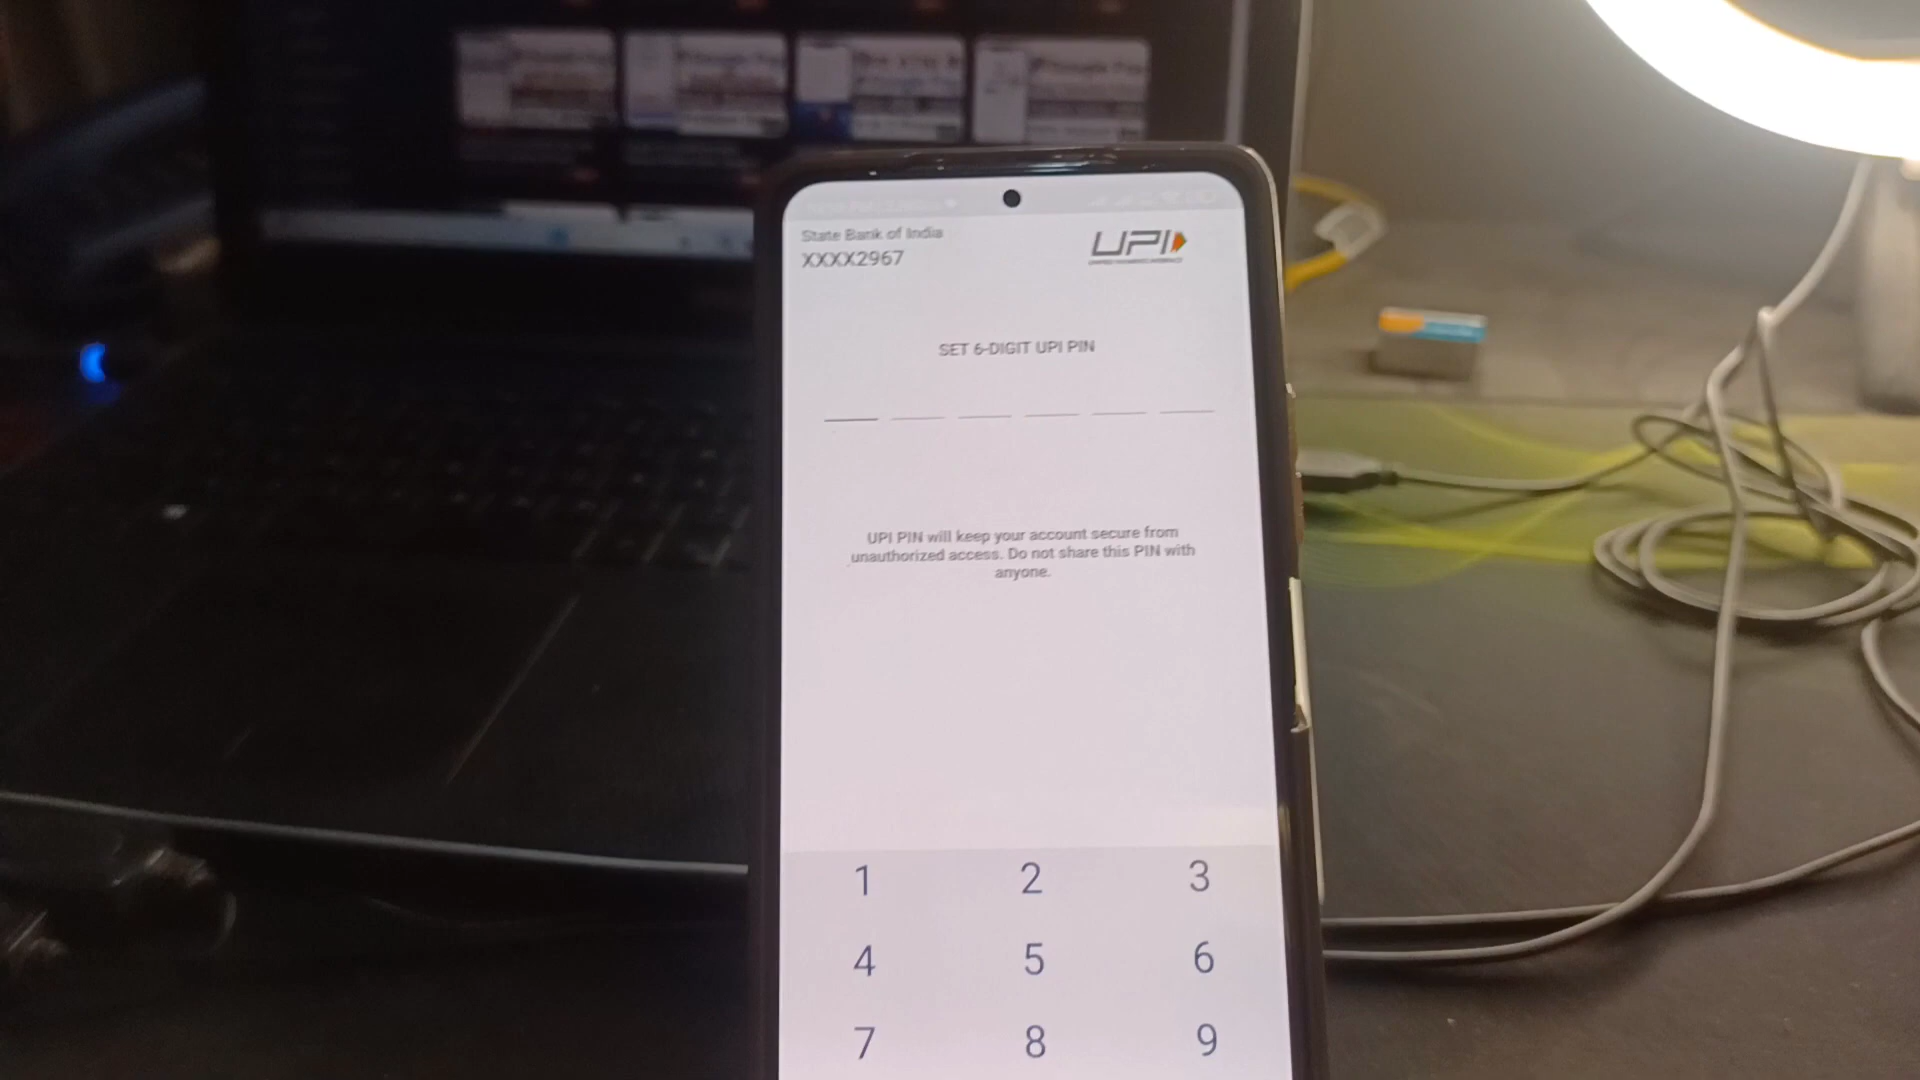 State Bank of India
XXXX2967
UPI
SET 6-DIGIT UPI PIN
UPI PIN will keep your account secure from
unauthorized access. Do not share this PIN with
anyone.
1 2 3
4 5 6
7 8 9